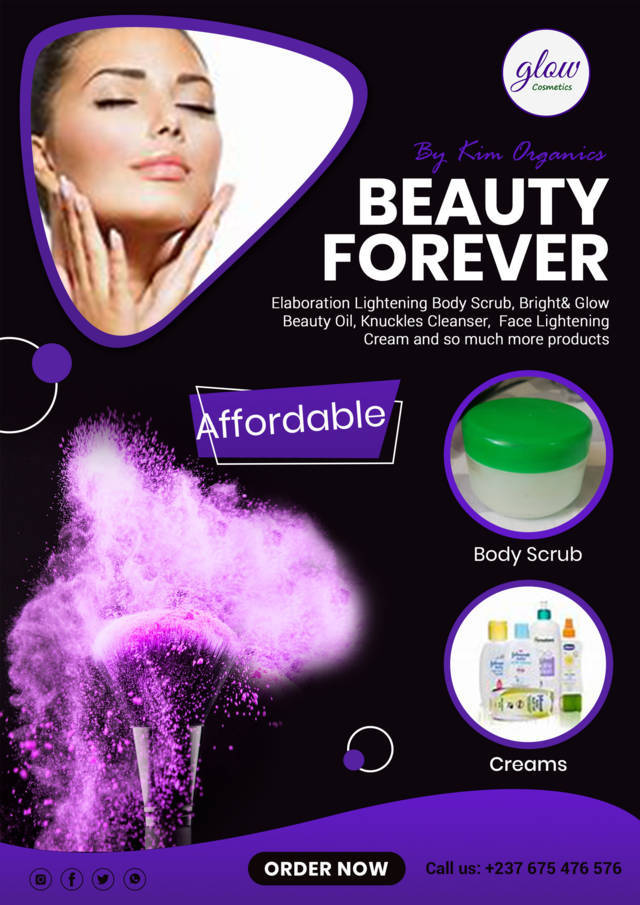 glow
Cosmetics
By Kim Organics
BEAUTY
FOREVER
Elaboration Lightening Body Scrub, Bright& Glow
Beauty Oil, Knuckles Cleanser, Face Lightening
Cream and so much more products
Affordable
Body Scrub
Creams
ORDER NOW
Call us: +237 675 476 576